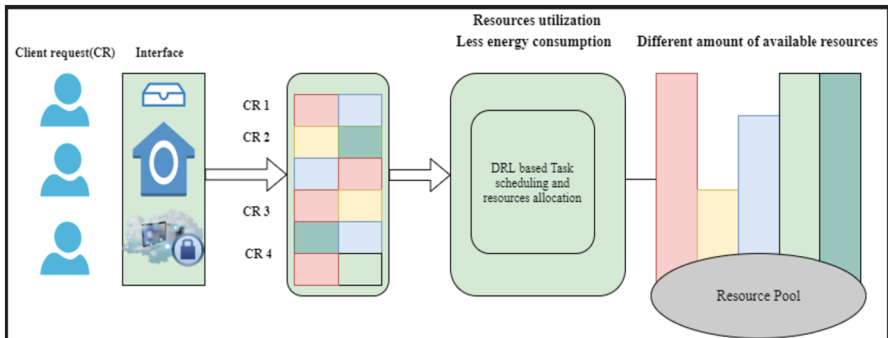 Resources utilization
Less energy consumption
Different amount of available resources
Client request(CR)
Interface
CR 1
CR 2
CR 3
CR 4
DRL based Task
scheduling and
resources allocation
Resource Pool